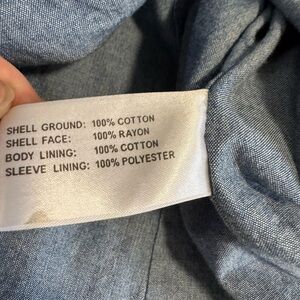 SHELL GROUND: 100% COTTON
SHELL FACE: 100% RAYON
BODY LINING: 100% COTTON
SLEEVE LINING: 100% POLYESTER